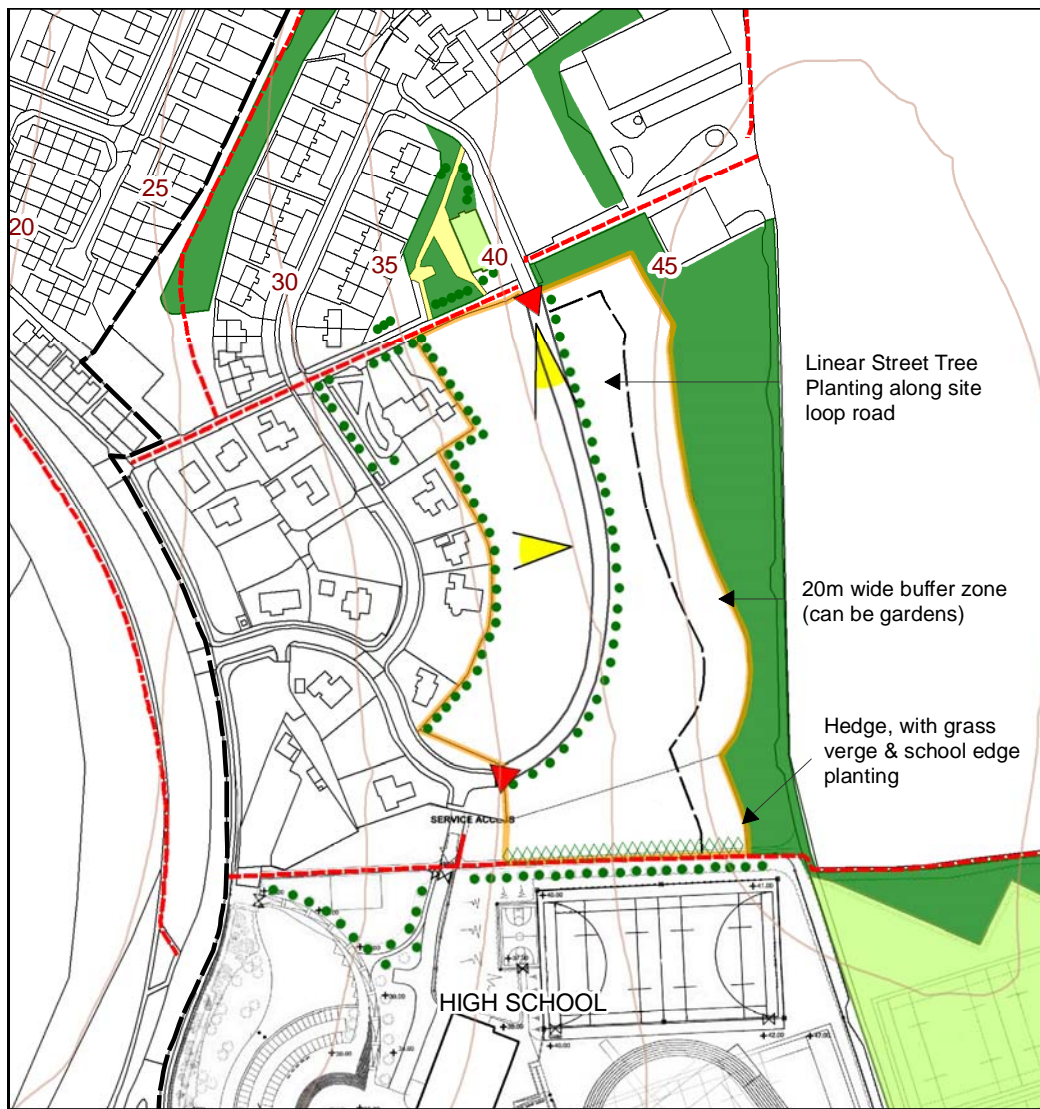 25
20
30
35
40
45
Linear Street Tree
Planting along site
loop road
20m wide buffer zone
(can be gardens)
Hedge, with grass
verge & school edge
planting
SERVICE ACCESS
HIGH SCHOOL